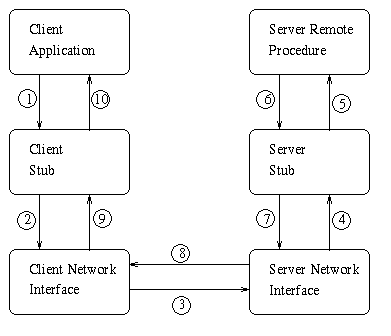 Client
Application
Server Remote
Procedure
1
10
6
5
Client
Stub
Server
Stub
2
9
7
4
8
Client Network
Interface
Server Network
Interface
3